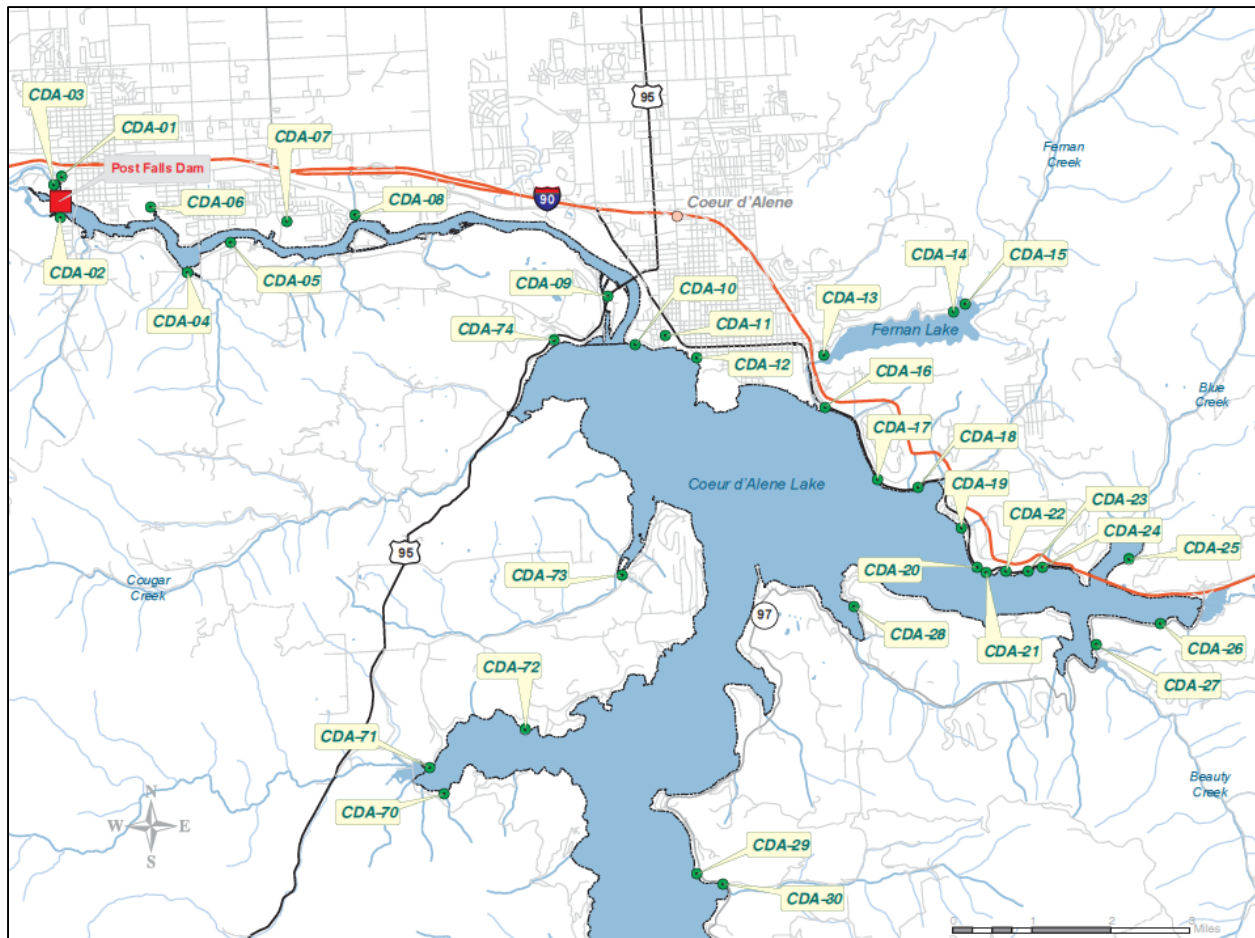 95
CDA-03
CDA-01
CDA-07
Post Falls Dam
Fernan
Creek
CDA-06
CDA-08
90
Coeur d'Alene
CDA-02
CDA-05
CDA-14
CDA-15
CDA-04
CDA-09
CDA-10
CDA-13
CDA-74
CDA-11
Fernan Lake
CDA-12
CDA-16
Blue
Creek
CDA-17
CDA-18
Coeur d'Alene Lake
CDA-19
CDA-23
CDA-22
CDA-24
95
CDA-25
Cougar
Creek
CDA-73
CDA-20
97
CDA-28
CDA-21
CDA-26
CDA-72
CDA-27
CDA-71
Beauty
Creek
N
W
E
S
CDA-70
CDA-29
CDA-30
0
1
2
3
Miles